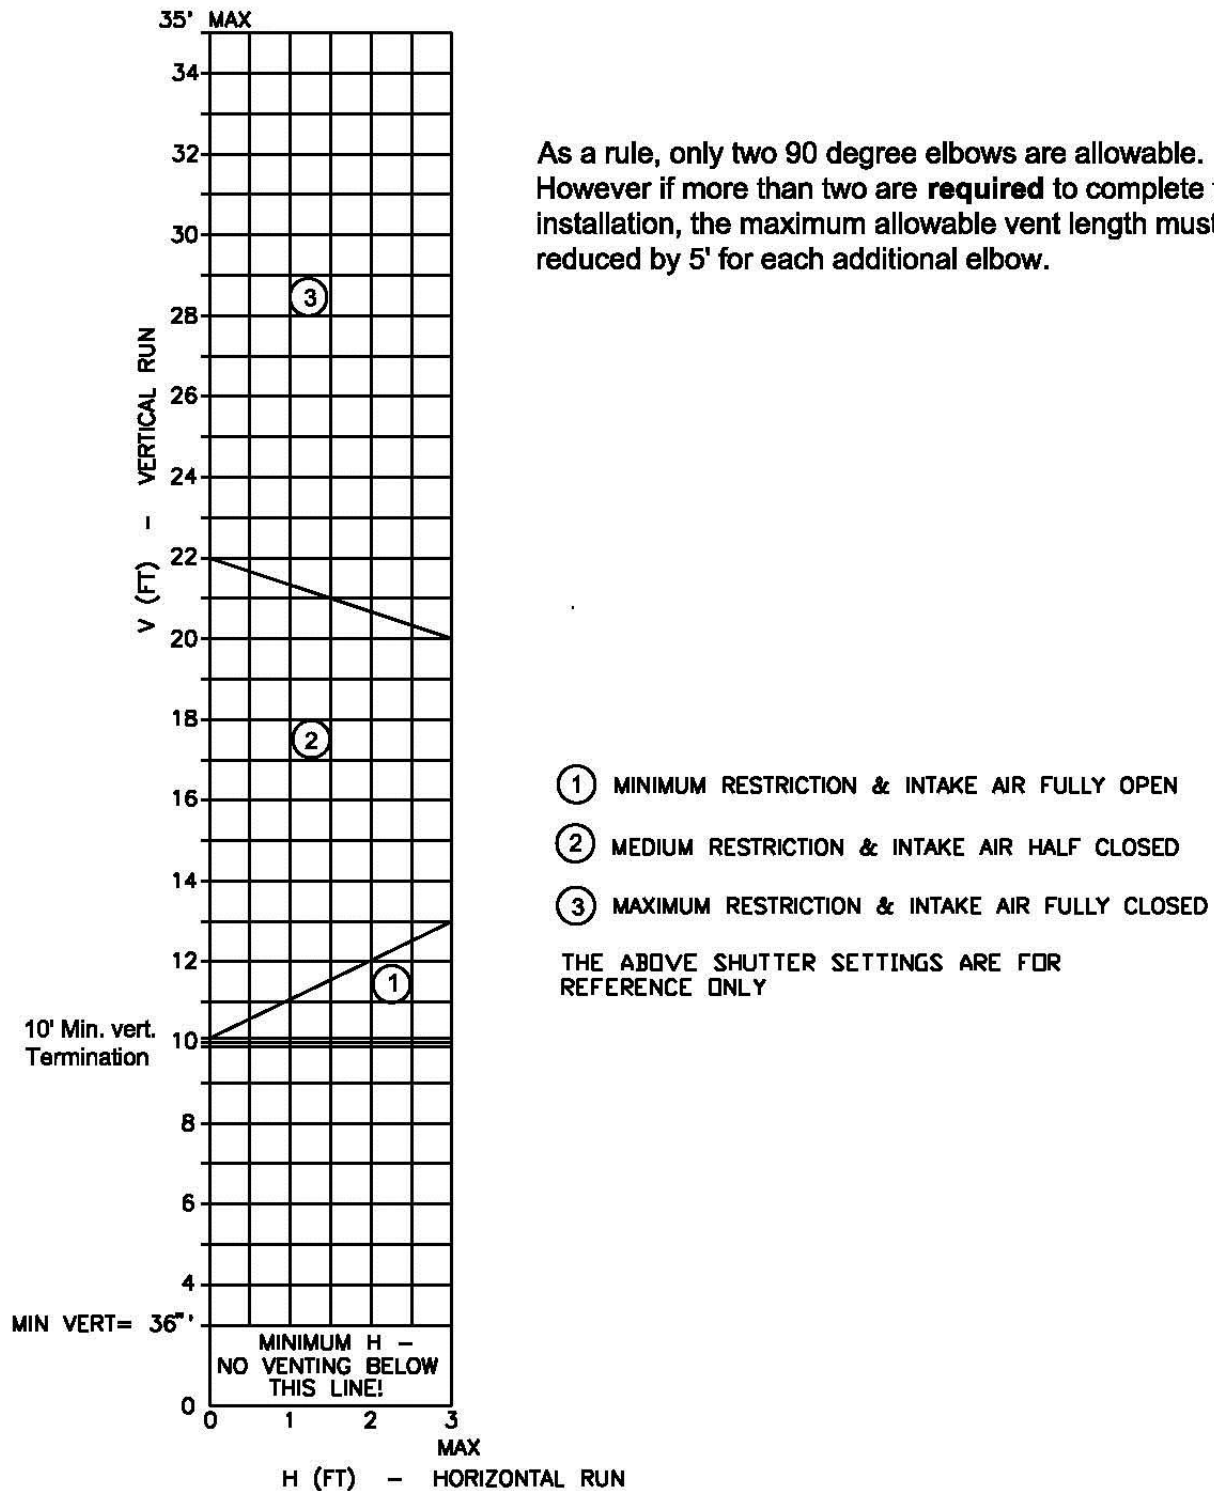 35' MAX
34
32
30
28
26
24
22
20
18
16
14
12
10
8
6
4
0
V (FT) - VERTICAL RUN
3
2
1
10' Min. vert.
Termination
MIN VERT= 36"'
MINIMUM H -
NO VENTING BELOW
THIS LINE!
0 1 2 3
MAX
H (FT) - HORIZONTAL RUN
As a rule, only two 90 degree elbows are allowable.
However if more than two are required to complete
installation, the maximum allowable vent length must
reduced by 5' for each additional elbow.
1 MINIMUM RESTRICTION & INTAKE AIR FULLY OPEN
2 MEDIUM RESTRICTION & INTAKE AIR HALF CLOSED
3 MAXIMUM RESTRICTION & INTAKE AIR FULLY CLOSED
THE ABOVE SHUTTER SETTINGS ARE FOR
REFERENCE ONLY